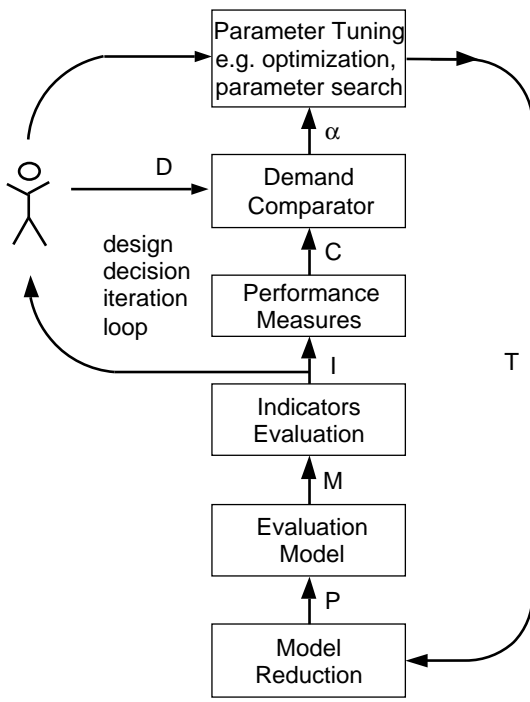 Parameter Tuning
e.g. optimization,
parameter search
α
D
Demand
Comparator
design
decision
iteration
loop
C
Performance
Measures
I
T
Indicators
Evaluation
M
Evaluation
Model
P
Model
Reduction